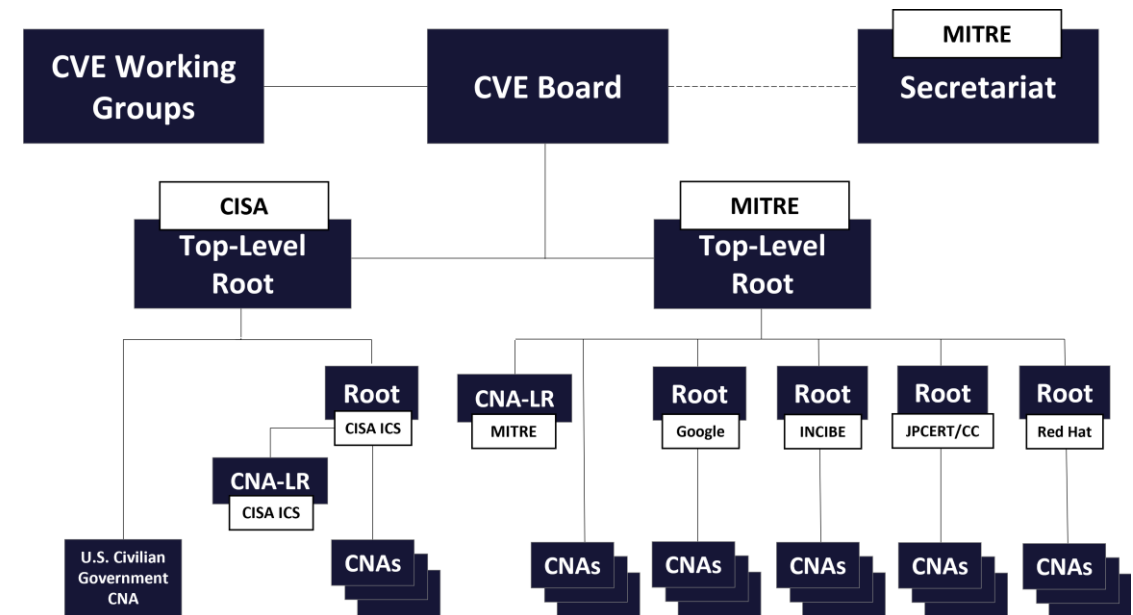 CVE Working
Groups
CVE Board
MITRE
Secretariat
CISA
Top-Level
Root
MITRE
Top-Level
Root
Root
CISA ICS
CNA-LR
MITRE
Root
Google
Root
INCIBE
Root
JPCERT/CC
Root
Red Hat
CNA-LR
CISA ICS
U.S. Civilian
Government
CNA
CNAs
CNAs
CNAs
CNAs
CNAs
CNAs